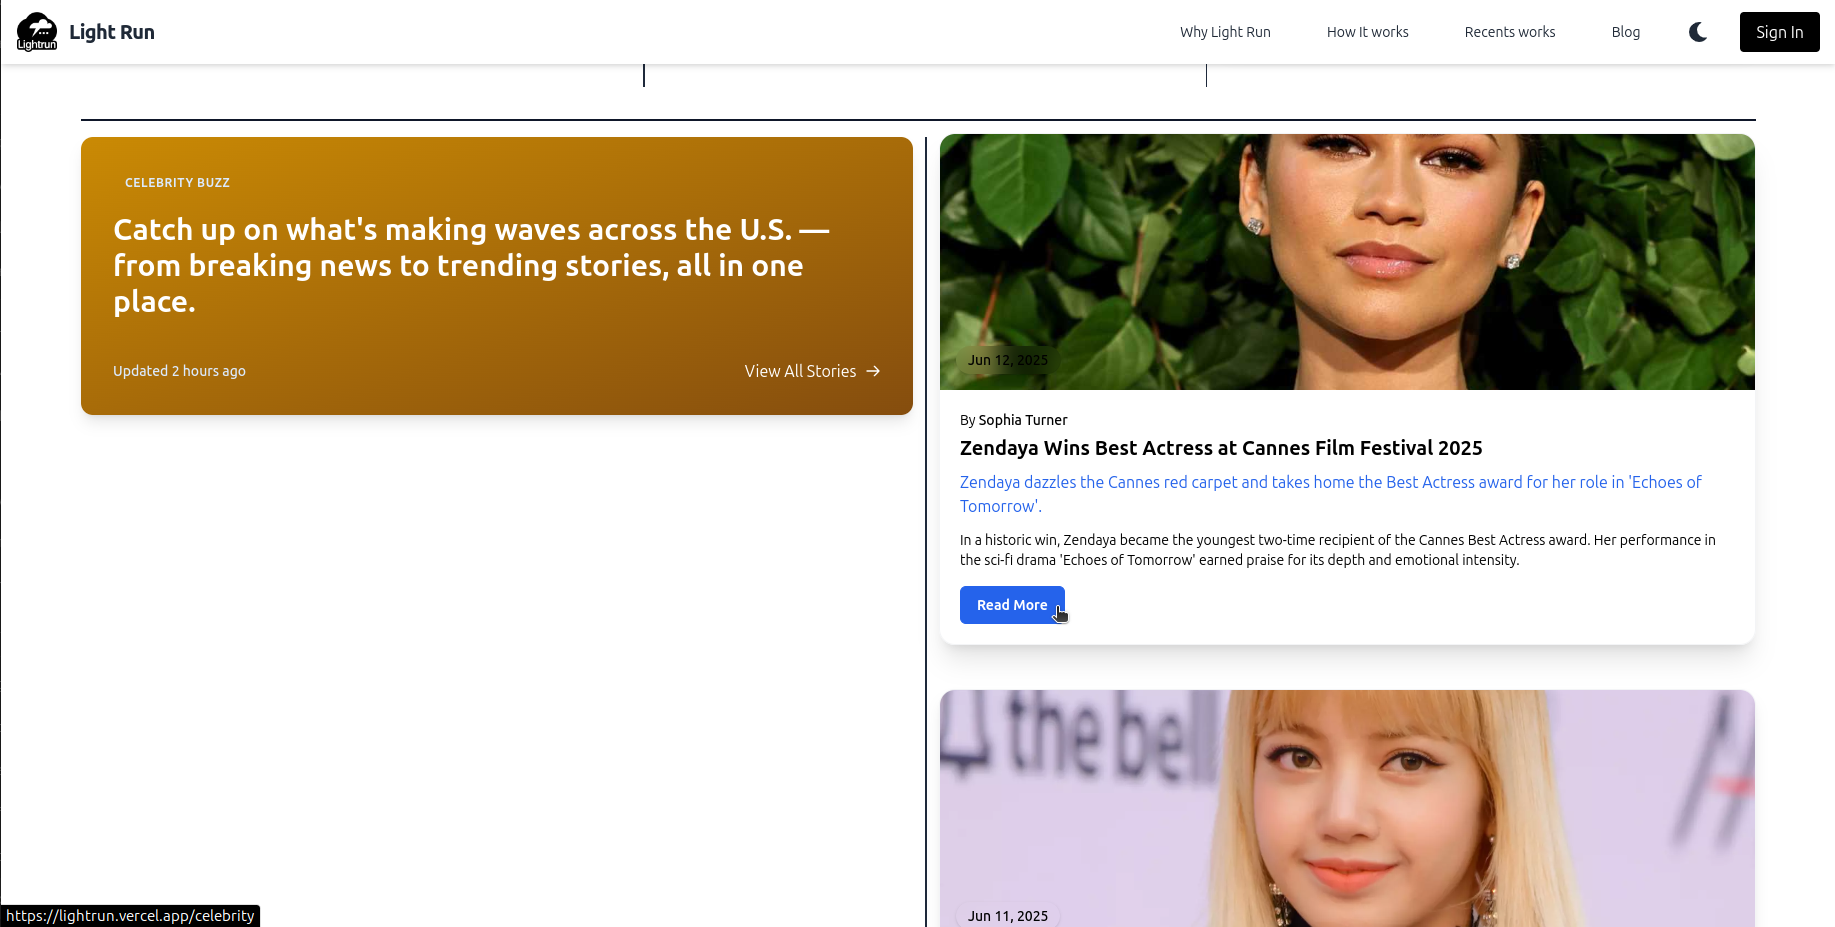 Lightrun
Light Run
Why Light Run
How It works
Recents works
Blog
Sign In
CELEBRITY BUZZ
Catch up on what's making waves across the U.S. —
from breaking news to trending stories, all in one
place.
Updated 2 hours ago
View All Stories →
Jun 12, 2025
By Sophia Turner
Zendaya Wins Best Actress at Cannes Film Festival 2025
Zendaya dazzles the Cannes red carpet and takes home the Best Actress award for her role in 'Echoes of
Tomorrow'.
In a historic win, Zendaya became the youngest two-time recipient of the Cannes Best Actress award. Her performance in
the sci-fi drama 'Echoes of Tomorrow' earned praise for its depth and emotional intensity.
Read More
the bell
Jun 11, 2025
https://lightrun.vercel.app/celebrity